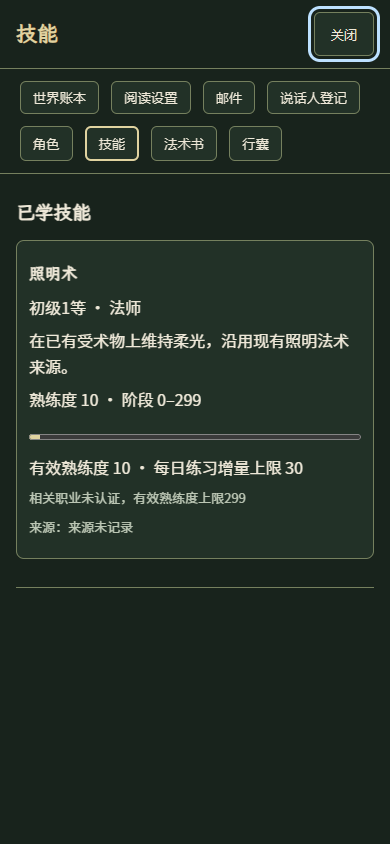 技能
关闭
世界账本
阅读设置
邮件
说话人登记
角色
技能
法术书
行囊
已学技能
照明术
初级1等 · 法师
在已有受术物上维持柔光，沿用现有照明法术
来源。
熟练度 10 · 阶段 0–299
有效熟练度 10 · 每日练习增量上限 30
相关职业未认证，有效熟练度上限299
来源：来源未记录